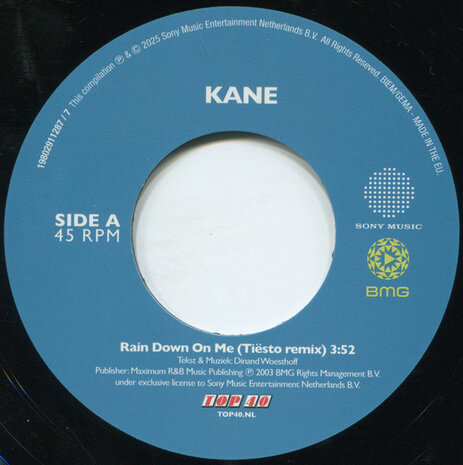 This compilation ℗ & © 2025 Sony Music Entertainment Netherlands B.V. All Rights Reserved. BIEM/GEMA - MADE IN THE EU.
19802911287 / 7
KANE
SIDE A
45 RPM
SONY MUSIC
BMG
Rain Down On Me (Tiësto remix) 3:52
Tekst & Muziek: Dinand Woesthoff
Publisher: Maximum R&B Music Publishing ℗ 2003 BMG Rights Management B.V.
under exclusive license to Sony Music Entertainment Netherlands B.V.
TOP 40
TOP40.NL